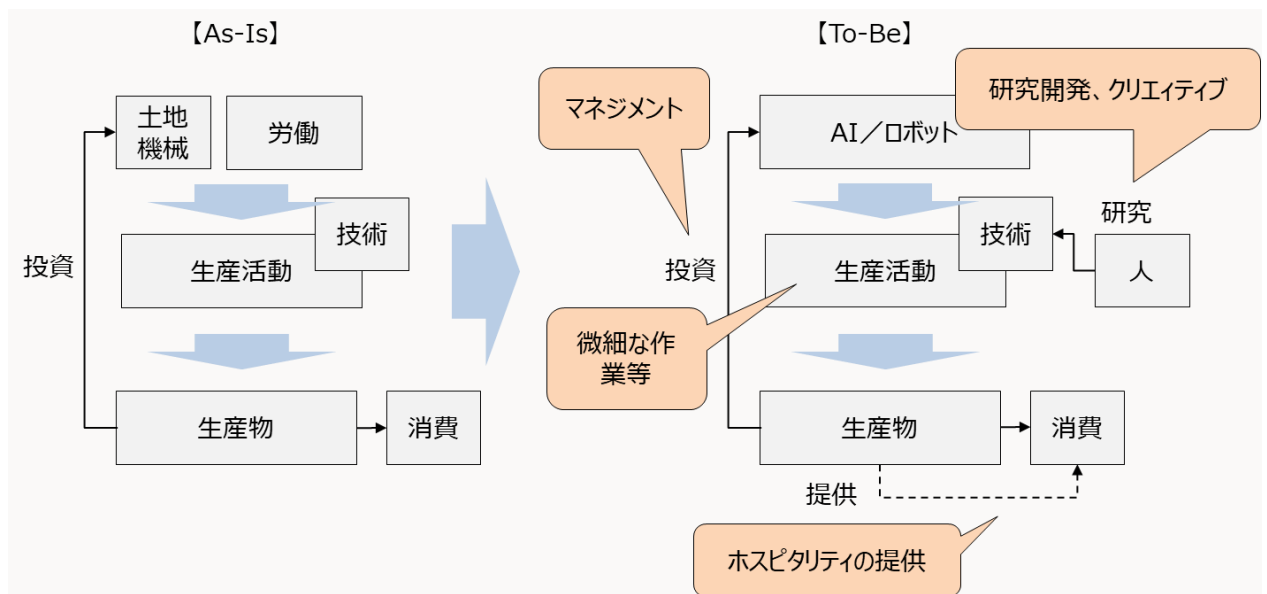 【As-Is】
土地
機械
労働
技術
生産活動
投資
生産物
消費
【To-Be】
マネジメント
研究開発、クリエィティブ
AI／ロボット
研究
技術
人
生産活動
投資
微細な作
業等
生産物
消費
提供
ホスピタリティの提供